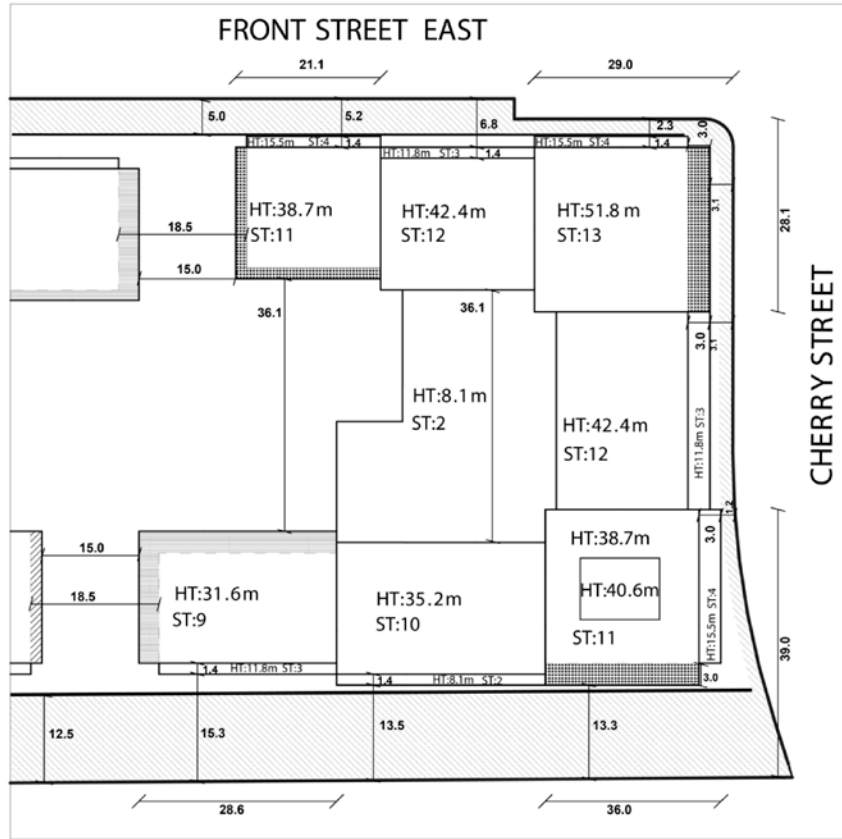 FRONT STREET EAST
21.1
29.0
5.0
5.2
6.8
2.3
3.0
HT:15.5m ST:4
1.4
HT:11.8m ST:3
1.4
HT:15.5m ST:4
1.4
HT:38.7m
ST:11
HT:42.4m
ST:12
HT:51.8 m
ST:13
3.1
28.1
18.5
15.0
36.1
36.1
3.0
3.1
HT:8.1m
ST:2
HT:42.4m
ST:12
HT:11.8m ST:3
CHERRY STREET
1.2
3.0
15.0
18.5
HT:31.6m
ST:9
HT:35.2m
ST:10
HT:38.7m
HT:40.6m
ST:11
HT:15.5m ST:4
39.0
1.4
HT:11.8m ST:3
1.4
HT:8.1m ST:2
3.0
12.5
15.3
13.5
13.3
28.6
36.0